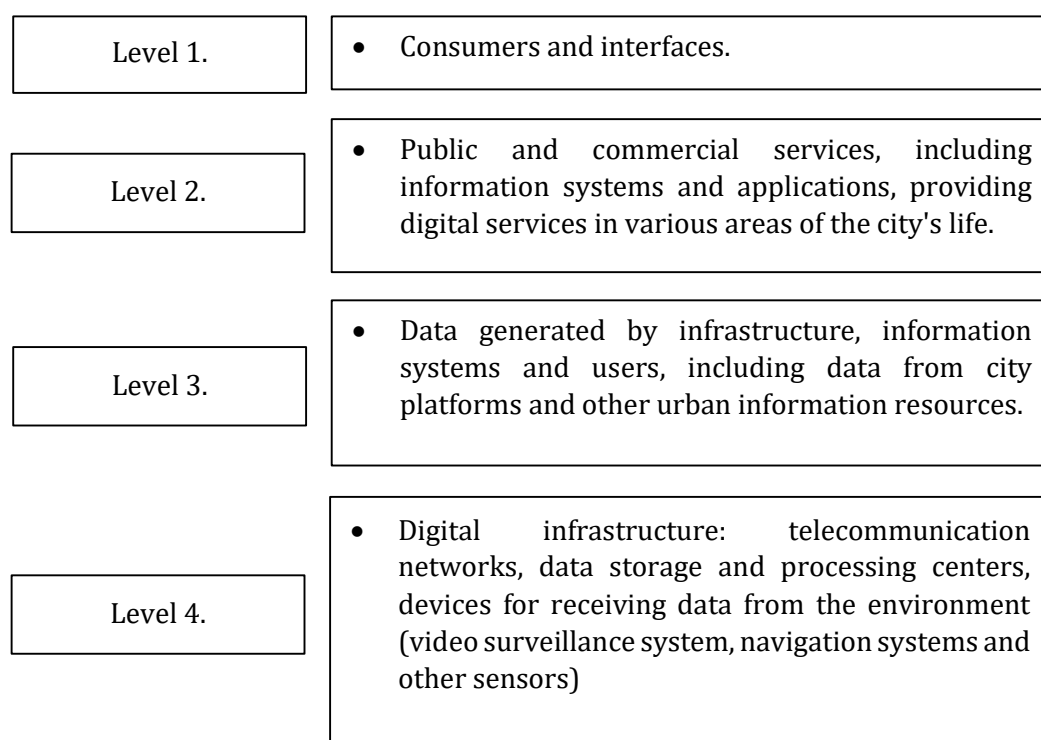 Level 1.
• Consumers and interfaces.
Level 2.
• Public and commercial services, including
information systems and applications, providing
digital services in various areas of the city's life.
Level 3.
• Data generated by infrastructure, information
systems and users, including data from city
platforms and other urban information resources.
Level 4.
• Digital infrastructure: telecommunication
networks, data storage and processing centers,
devices for receiving data from the environment
(video surveillance system, navigation systems and
other sensors)